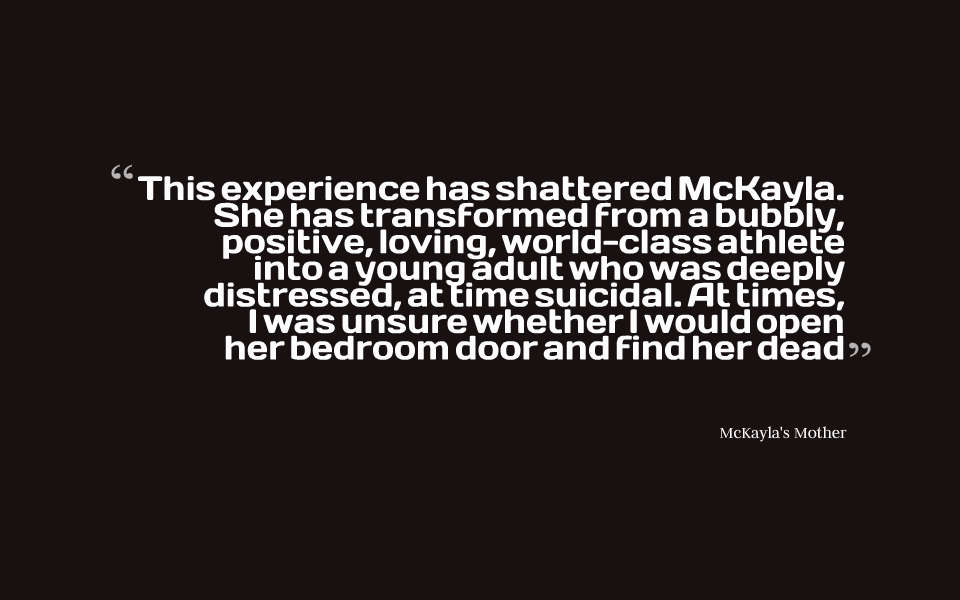 “This experience has shattered McKayla.
She has transformed from a bubbly,
positive, loving, world-class athlete
into a young adult who was deeply
distressed, at time suicidal. At times,
I was unsure whether I would open
her bedroom door and find her dead”
McKayla's Mother